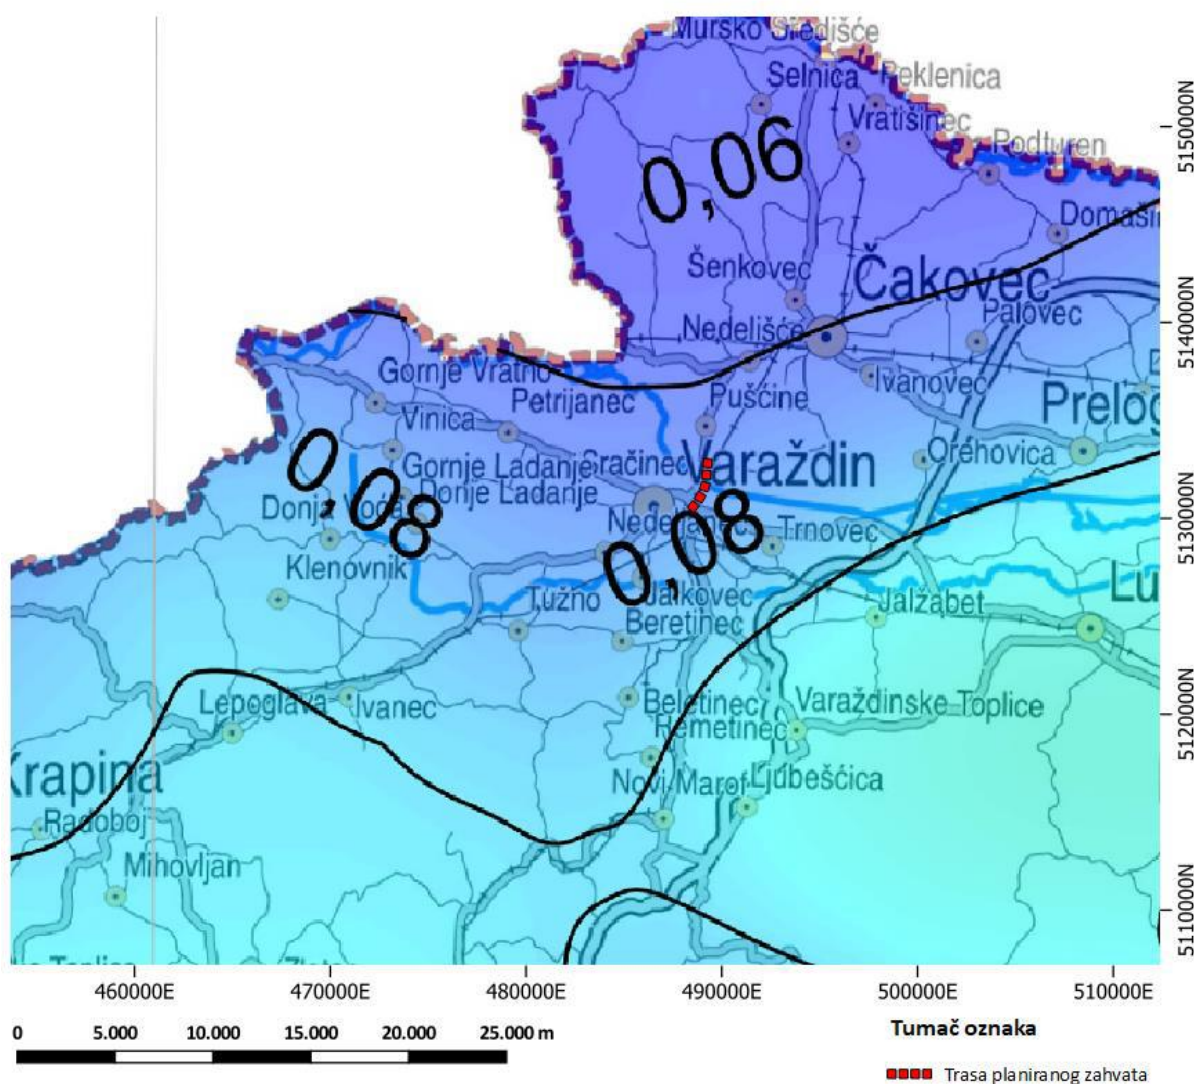 Mursko Središće
Selnica
Peklenica
Vratišinec
Podturen
0,06
Domaši
Šenkovec
Čakovec
Palovec
Nedelišće
Gornje Vratno
Petrijanec
Pušćine
Ivanovec
Prelog
Vinica
Varaždin
Orehovica
Gornje Ladanje
Sračinec
0,08
Donje Ladanje
Donja Voća
0,08
Trnovec
Klenovnik
Tužno
Jalkovec
Jalžabet
Lu
Beretinec
Lepoglava
Ivanec
Beletinec
Varaždinske Toplice
Remetinec
Krapina
Novi Marof
Ljubešćica
Radoboj
Mihovljan
5150000N
5140000N
5130000N
5120000N
5110000N
460000E 470000E 480000E 490000E 500000E 510000E
0 5.000 10.000 15.000 20.000 25.000 m
Tumač oznaka
Trasa planiranog zahvata